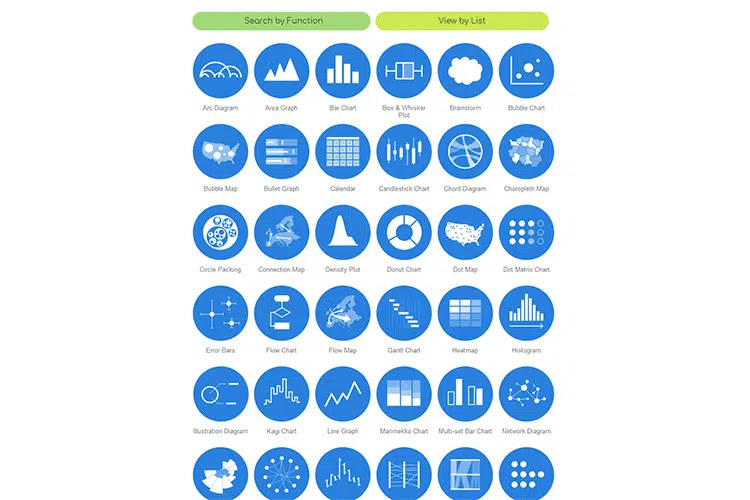 Search by Function
View by List
Arc Diagram
Area Graph
Bar Chart
Box & Whisker
Plot
Brainstorm
Bubble Chart
Bubble Map
Bullet Graph
Calendar
Candlestick Chart
Chord Diagram
Choropleth Map
Circle Packing
Connection Map
Density Plot
Donut Chart
Dot Map
Dot Matrix Chart
Error Bars
Flow Chart
Flow Map
Gantt Chart
Heatmap
Histogram
Illustration Diagram
Kagi Chart
Line Graph
Marimekko Chart
Multi-set Bar Chart
Network Diagram